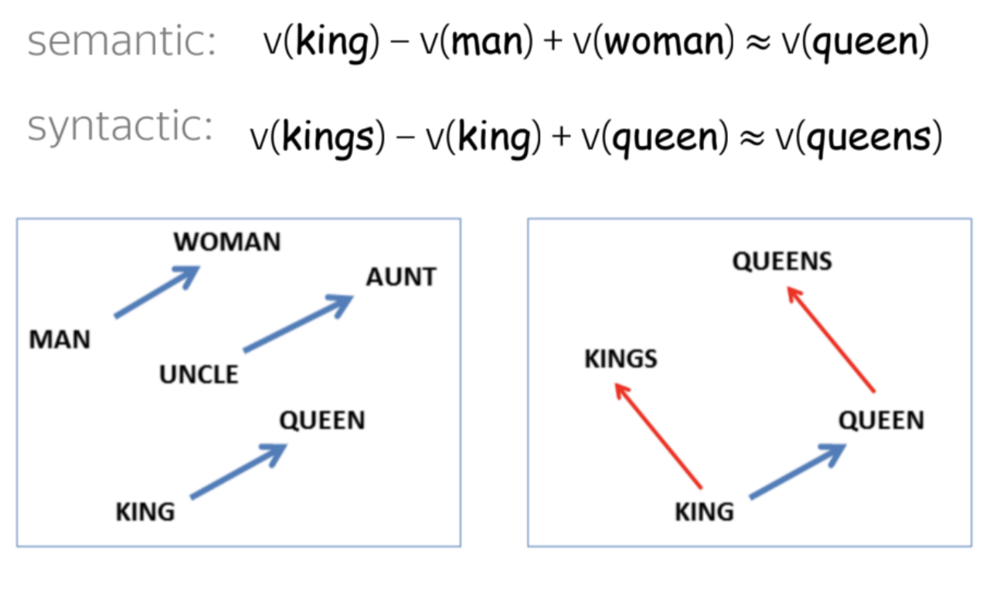 semantic: v(king) – v(man) + v(woman) ≈ v(queen)
syntactic: v(kings) – v(king) + v(queen) ≈ v(queens)
WOMAN
AUNT
MAN
UNCLE
QUEEN
KING
QUEENS
KINGS
QUEEN
KING